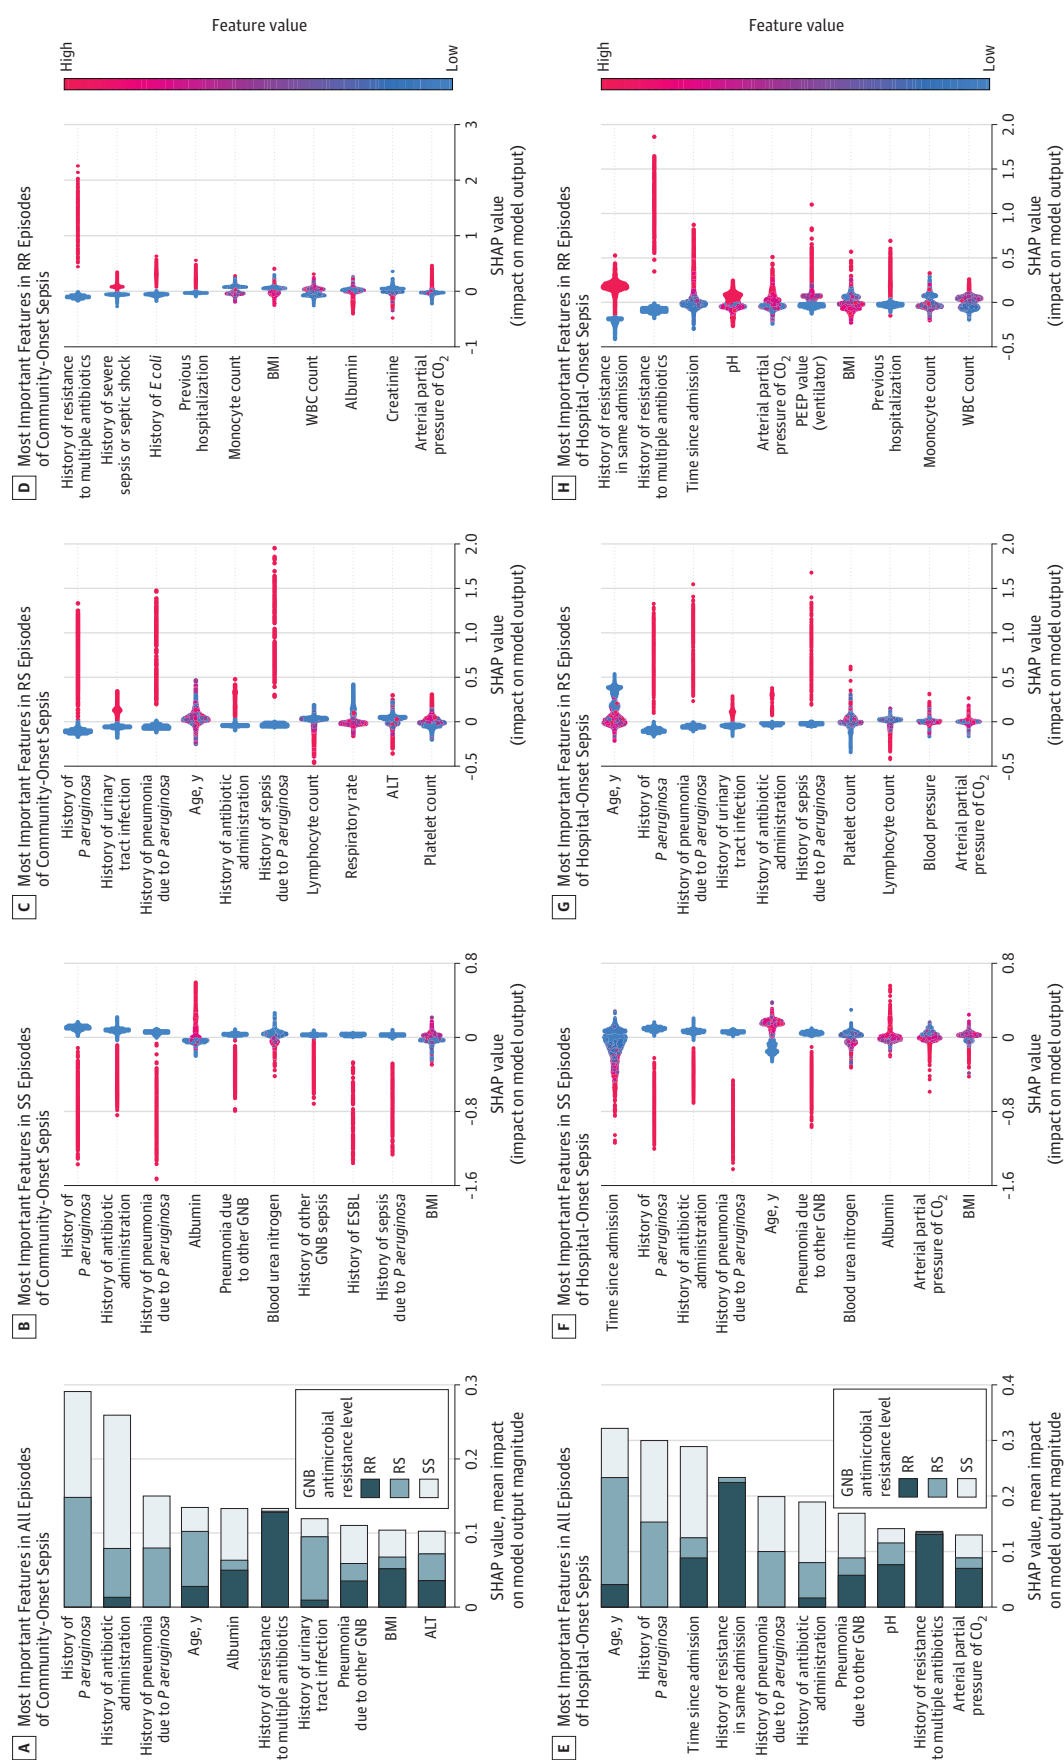 A Most Important Features in All Episodes
of Community-Onset Sepsis
History of
P aeruginosa
History of antibiotic
administration
History of pneumonia
due to P aeruginosa
Age, y
Albumin
History of resistance
to multiple antibiotics
History of urinary
tract infection
Pneumonia
due to other GNB
BMI
ALT
GNB
antimicrobial
resistance level
RR
RS
SS
0
0.1
0.2
0.3
SHAP value, mean impact
on model output magnitude
B Most Important Features in SS Episodes
of Community-Onset Sepsis
History of
P aeruginosa
History of antibiotic
administration
History of pneumonia
due to P aeruginosa
Albumin
Pneumonia due
to other GNB
Blood urea nitrogen
History of other
GNB sepsis
History of ESBL
History of sepsis
due to P aeruginosa
BMI
–1.6
–0.8
0
0.8
SHAP value
(impact on model output)
C Most Important Features in RS Episodes
of Community-Onset Sepsis
History of
P aeruginosa
History of urinary
tract infection
History of pneumonia
due to P aeruginosa
Age, y
History of antibiotic
administration
History of sepsis
due to P aeruginosa
Lymphocyte count
Respiratory rate
ALT
Platelet count
–0.5
0
0.5
1.0
1.5
2.0
SHAP value
(impact on model output)
D Most Important Features in RR Episodes
of Community-Onset Sepsis
History of resistance
to multiple antibiotics
History of severe
sepsis or septic shock
History of E coli
Previous
hospitalization
Monocyte count
BMI
WBC count
Albumin
Creatinine
Arterial partial
pressure of CO2
–1
0
1
2
3
SHAP value
(impact on model output)
High
Low
Feature value
E Most Important Features in All Episodes
of Hospital-Onset Sepsis
Age, y
History of
P aeruginosa
Time since admission
History of resistance
in same admission
History of pneumonia
due to P aeruginosa
History of antibiotic
administration
Pneumonia
due to other GNB
pH
History of resistance
to multiple antibiotics
Arterial partial
pressure of CO2
GNB
antimicrobial
resistance level
RR
RS
SS
0
0.1
0.2
0.3
0.4
SHAP value, mean impact
on model output magnitude
F Most Important Features in SS Episodes
of Hospital-Onset Sepsis
Time since admission
History of
P aeruginosa
History of antibiotic
administration
History of pneumonia
due to P aeruginosa
Age, y
Pneumonia due
to other GNB
Blood urea nitrogen
Albumin
Arterial partial
pressure of CO2
BMI
–1.6
–0.8
0
0.8
SHAP value
(impact on model output)
G Most Important Features in RS Episodes
of Hospital-Onset Sepsis
Age, y
History of
P aeruginosa
History of pneumonia
due to P aeruginosa
History of urinary
tract infection
History of antibiotic
administration
History of sepsis
due to P aeruginosa
Platelet count
Lymphocyte count
Blood pressure
Arterial partial
pressure of CO2
–0.5
0
0.5
1.0
1.5
2.0
SHAP value
(impact on model output)
H Most Important Features in RR Episodes
of Hospital-Onset Sepsis
History of resistance
in same admission
History of resistance
to multiple antibiotics
Time since admission
pH
Arterial partial
pressure of CO2
PEEP value
(ventilator)
BMI
Previous
hospitalization
Moonocyte count
WBC count
–0.5
0
0.5
1.0
1.5
2.0
SHAP value
(impact on model output)
High
Low
Feature value